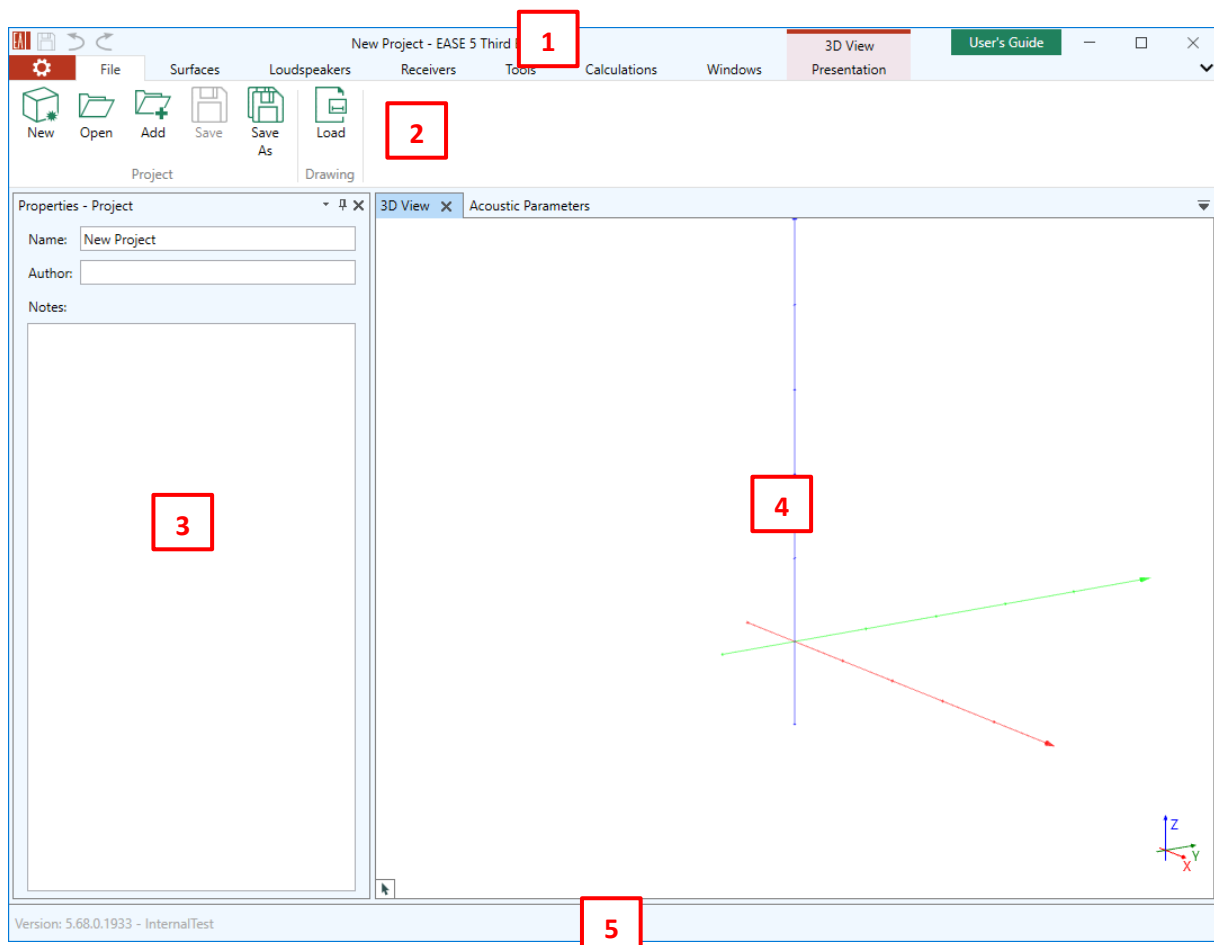 New Project - EASE 5 Third
1
3D View
User's Guide
File Surfaces Loudspeakers Receivers Tools Calculations Windows Presentation
New Open Add Save Save As Load
2
Project Drawing
Properties - Project
3D View Acoustic Parameters
Name: New Project
Author:
Notes:
3
4
Z
Y
X
Version: 5.68.0.1933 - InternalTest
5